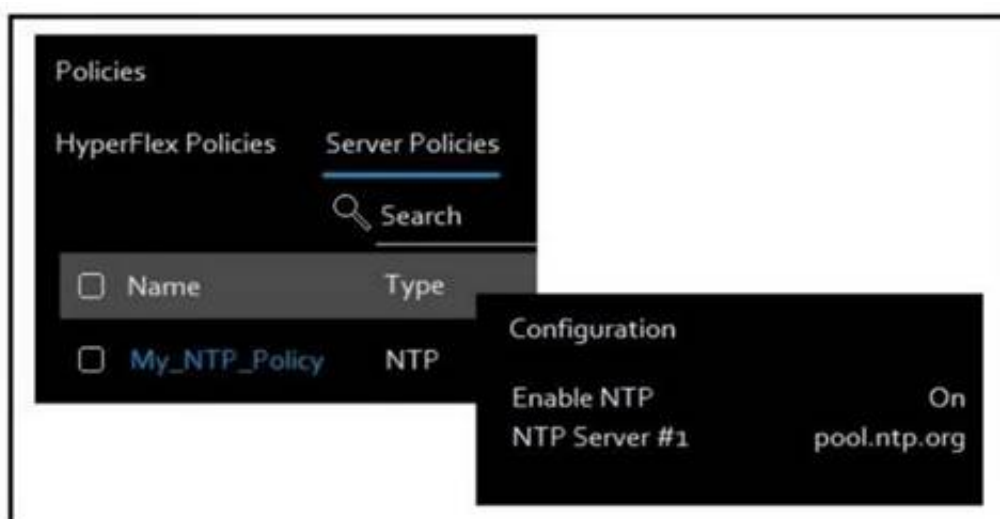 Policies
HyperFlex Policies Server Policies
Search
Name Type
My_NTP_Policy NTP
Configuration
Enable NTP On
NTP Server #1 pool.ntp.org